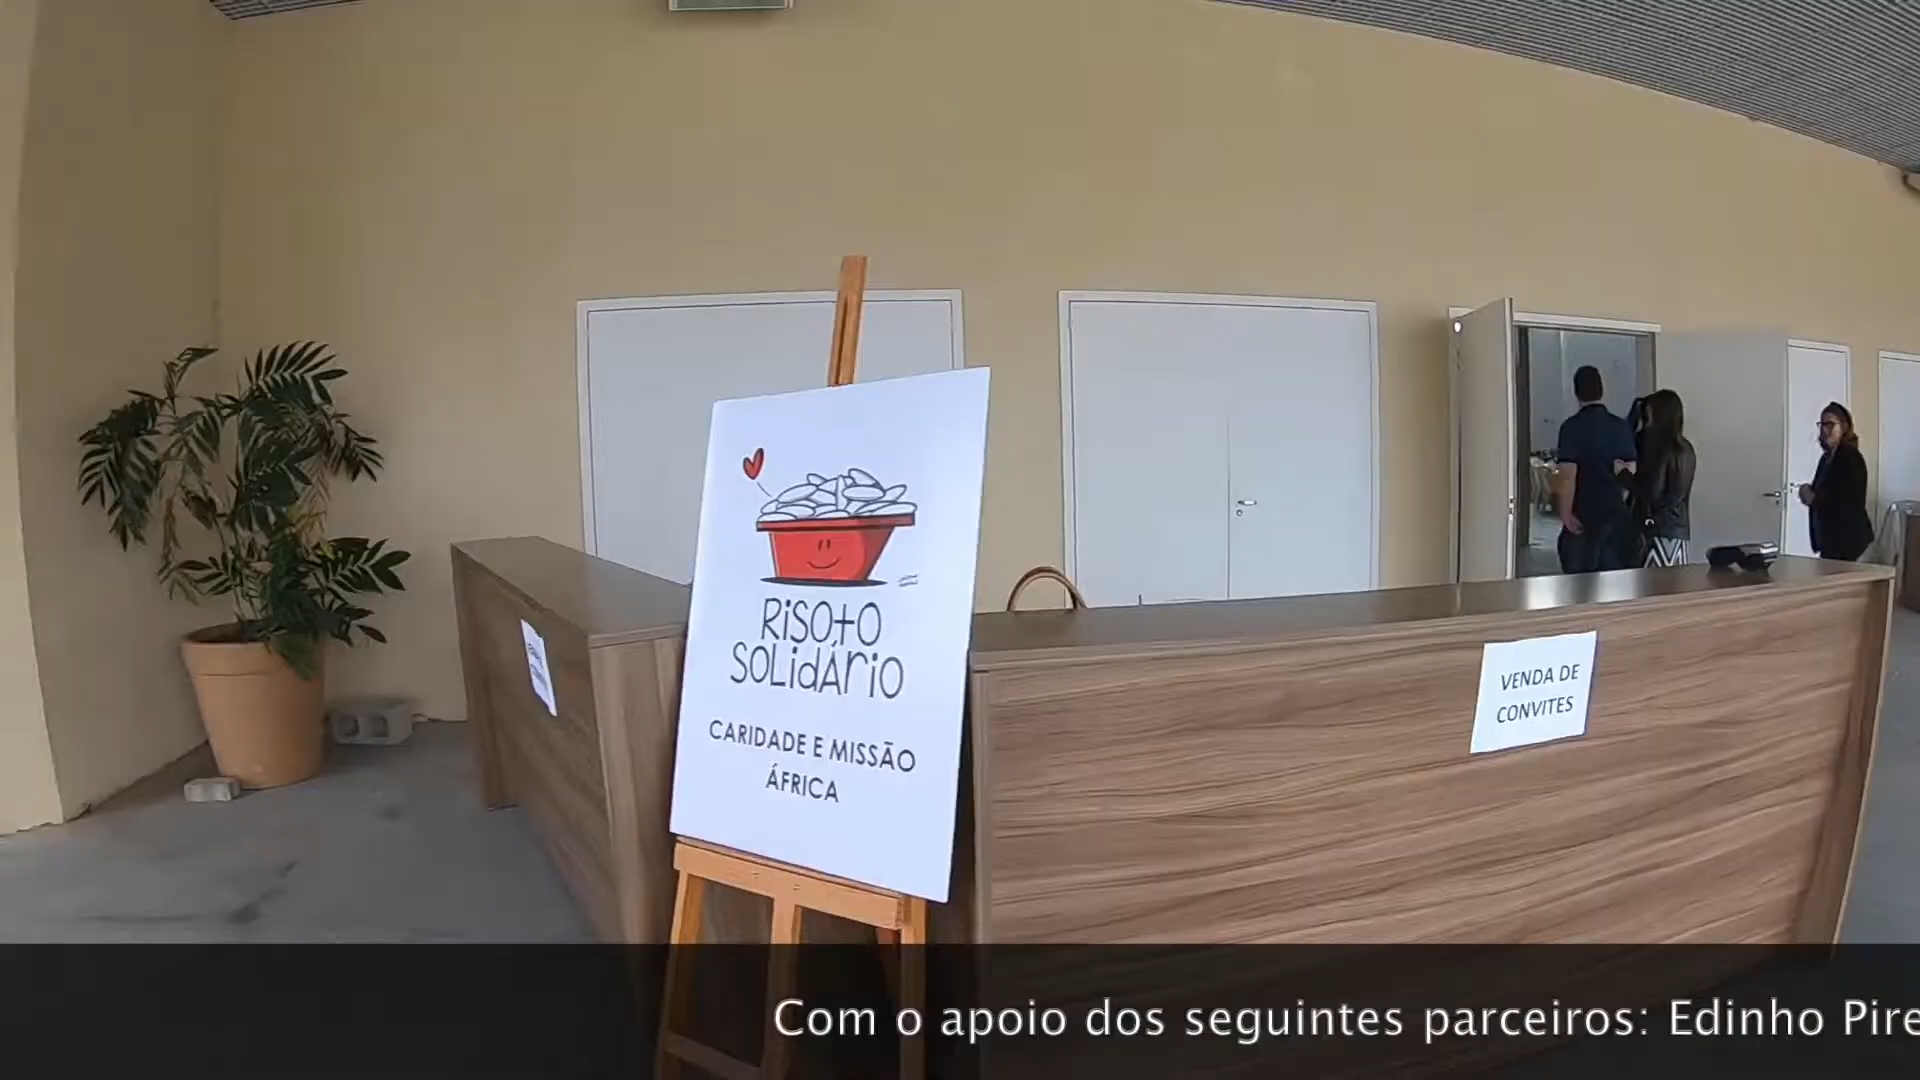 RISOTO
SOLIDÁRIO
CARIDADE E MISSÃO
ÁFRICA
VENDA DE
CONVITES
Com o apoio dos seguintes parceiros: Edinho Pire